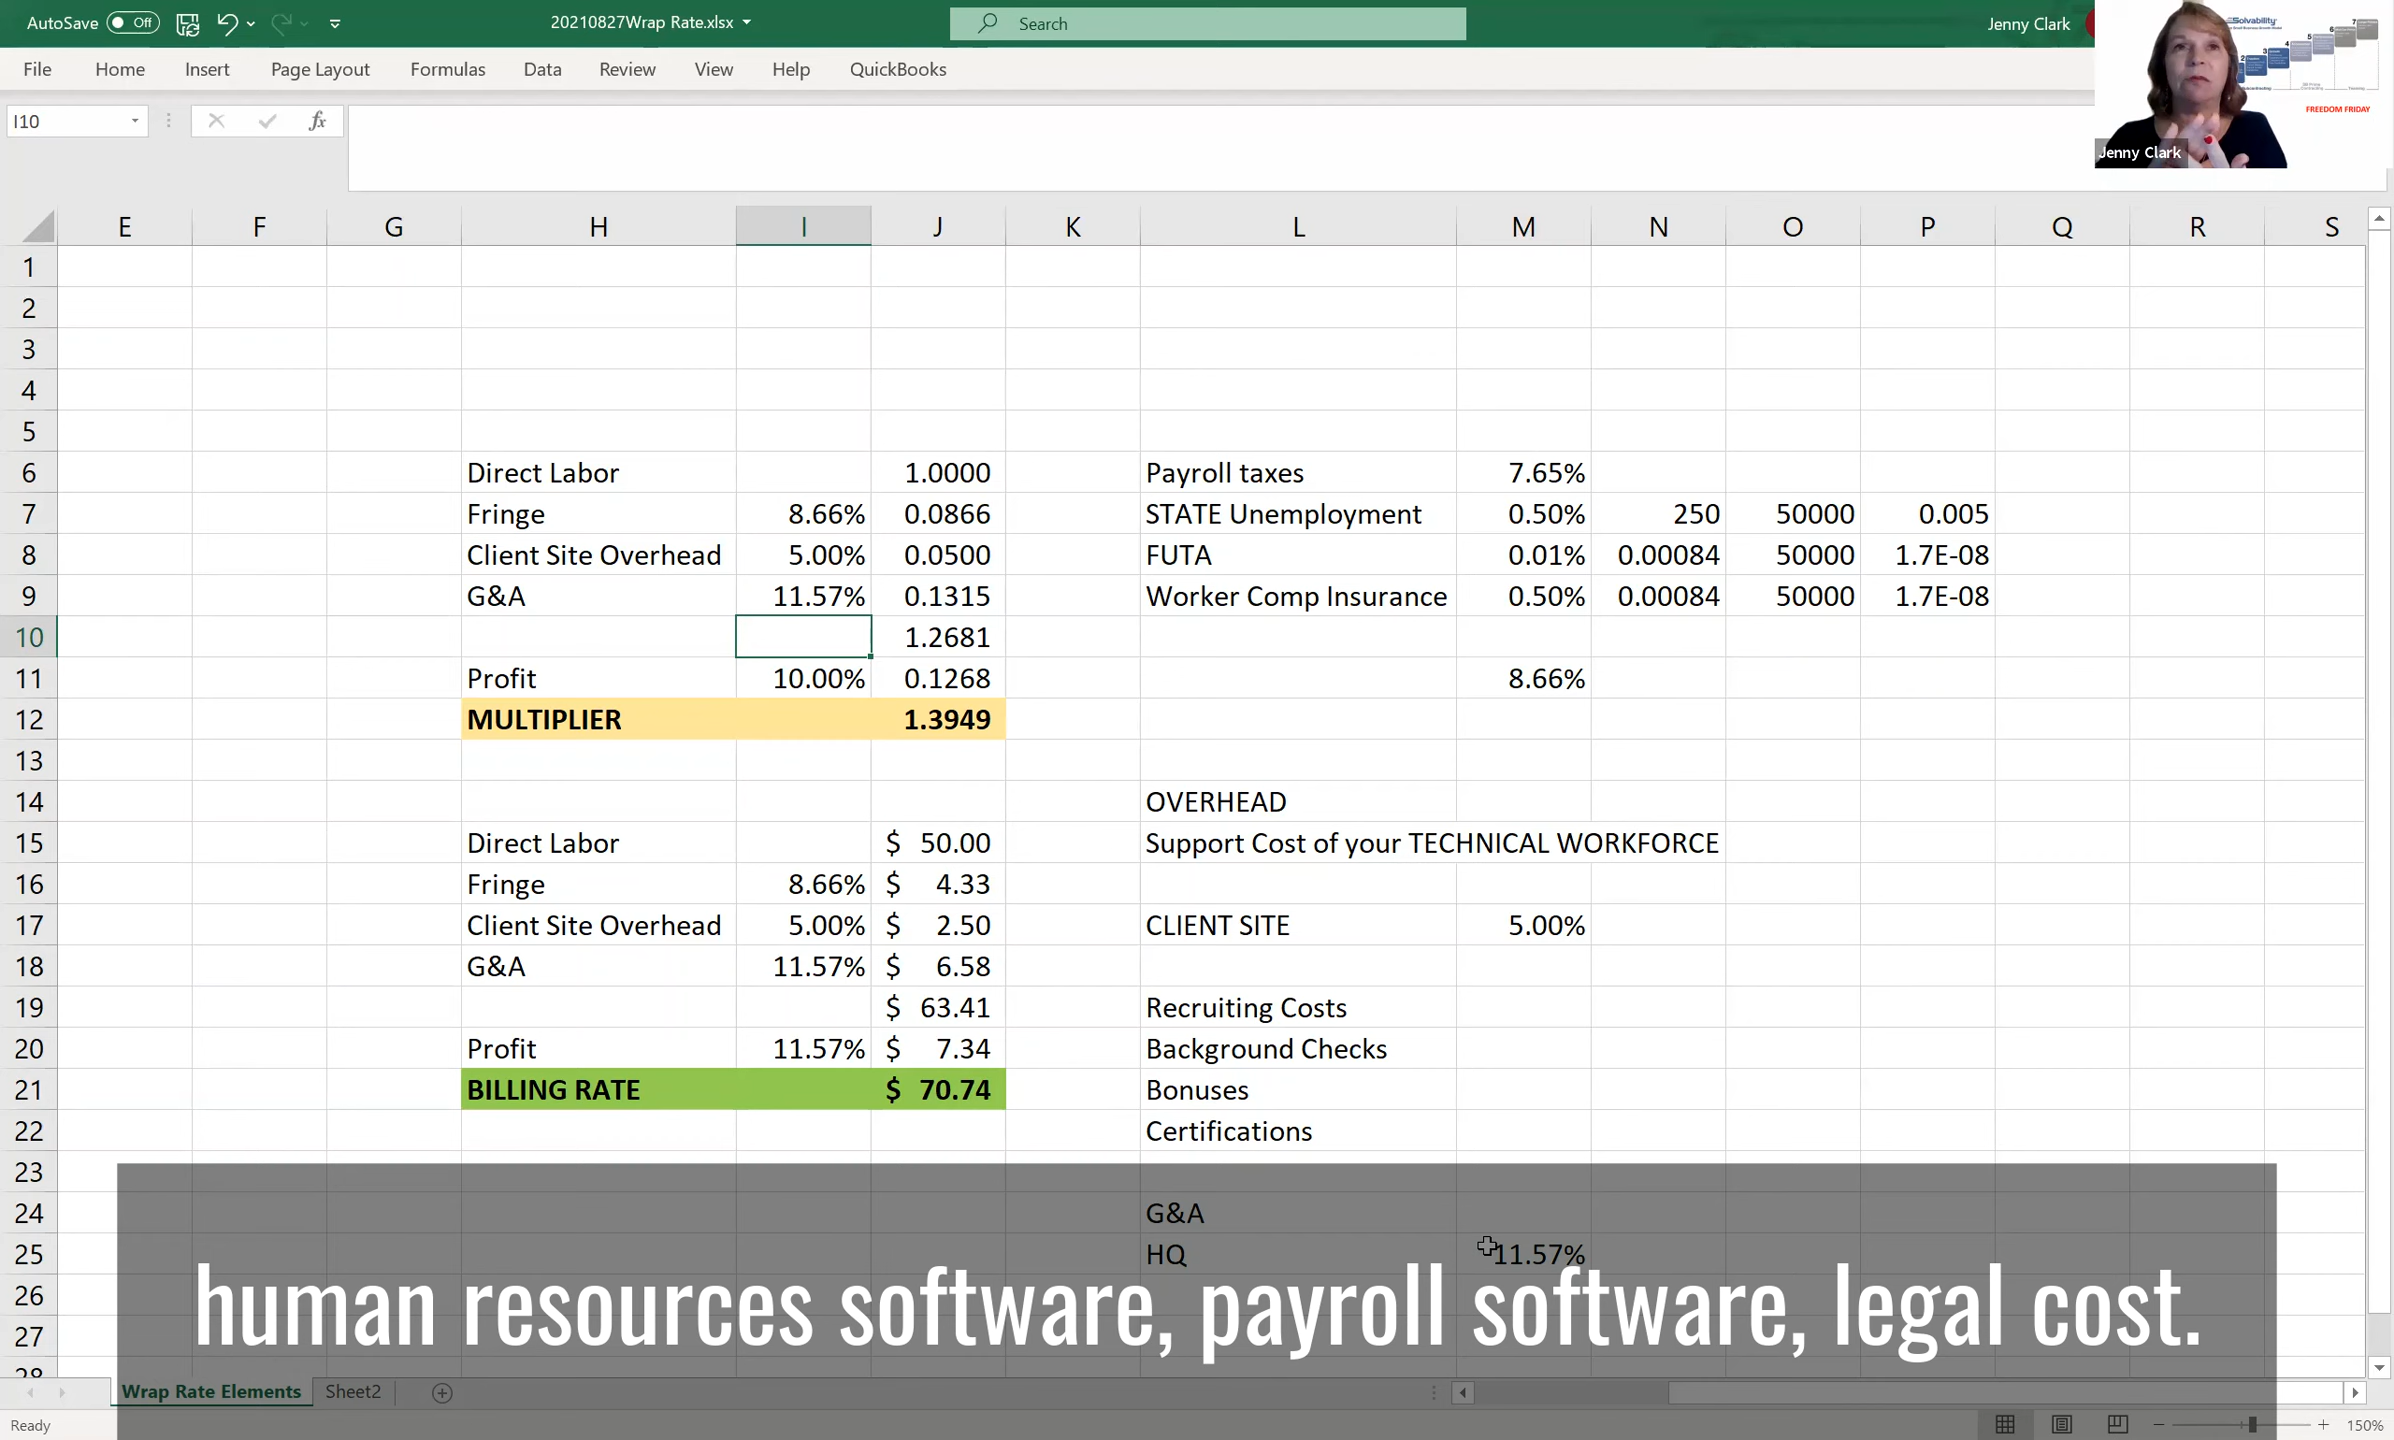 AutoSave Off 20210827Wrap Rate.xlsx Search Jenny Clark
File Home Insert Page Layout Formulas Data Review View Help QuickBooks
Solvability
FREEDOM FRIDAY
Jenny Clark
I10 fx
E F G H I J K L M N O P Q R S
1
2
3
4
5
6 Direct Labor 1.0000 Payroll taxes 7.65%
7 Fringe 8.66% 0.0866 STATE Unemployment 0.50% 250 50000 0.005
8 Client Site Overhead 5.00% 0.0500 FUTA 0.01% 0.00084 50000 1.7E-08
9 G&A 11.57% 0.1315 Worker Comp Insurance 0.50% 0.00084 50000 1.7E-08
10 1.2681
11 Profit 10.00% 0.1268 8.66%
12 MULTIPLIER 1.3949
13
14 OVERHEAD
15 Direct Labor $ 50.00 Support Cost of your TECHNICAL WORKFORCE
16 Fringe 8.66% $ 4.33
17 Client Site Overhead 5.00% $ 2.50 CLIENT SITE 5.00%
18 G&A 11.57% $ 6.58
19 $ 63.41 Recruiting Costs
20 Profit 11.57% $ 7.34 Background Checks
21 BILLING RATE $ 70.74 Bonuses
22 Certifications
23
24 G&A
25 HQ 11.57%
26
27
28
human resources software, payroll software, legal cost.
Wrap Rate Elements Sheet2
Ready 150%